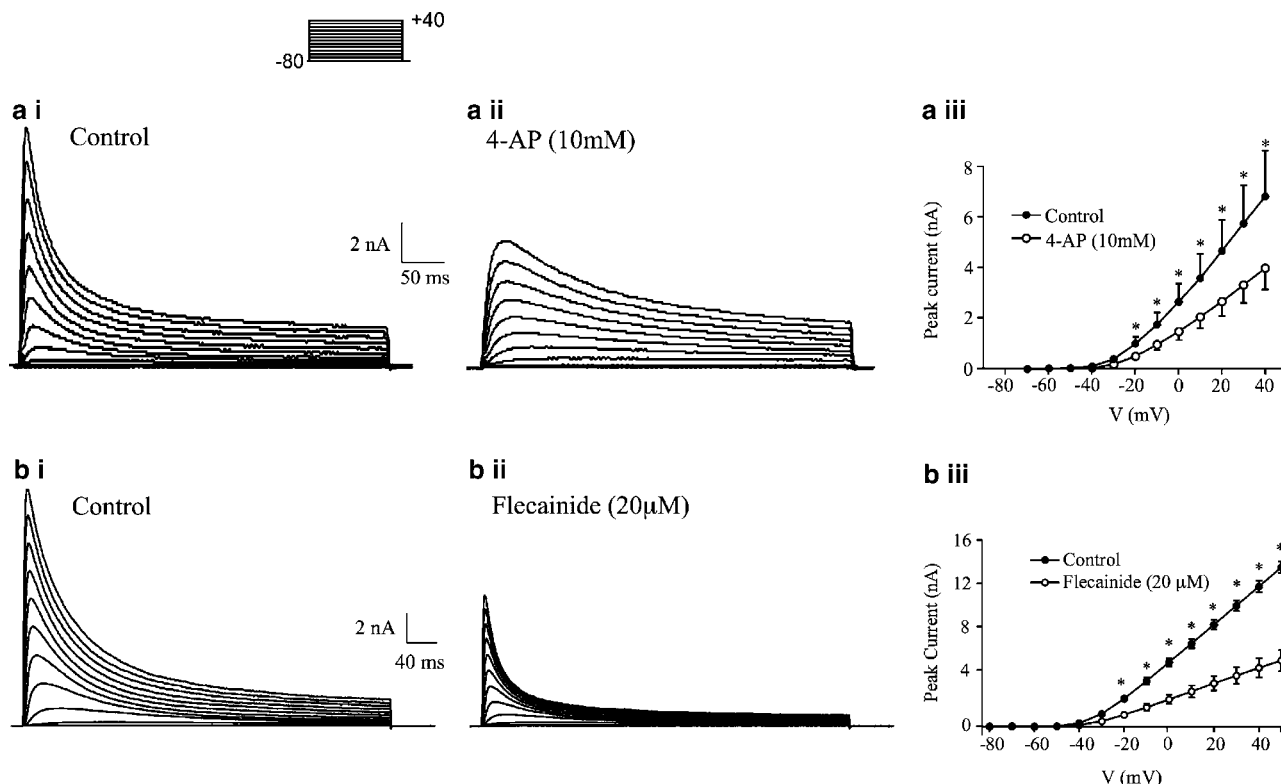 +40
-80
a i
Control
a ii
4-AP (10mM)
2 nA
50 ms
a iii
Peak current (nA)
8
6
4
2
0
Control
4-AP (10mM)
* * * * * * *
-80 -60 -40 -20 0 20 40
V (mV)
b i
Control
b ii
Flecainide (20μM)
2 nA
40 ms
b iii
Peak Current (nA)
16
12
8
4
0
Control
Flecainide (20 μM)
* * * * * * * *
-80 -60 -40 -20 0 20 40
V (mV)